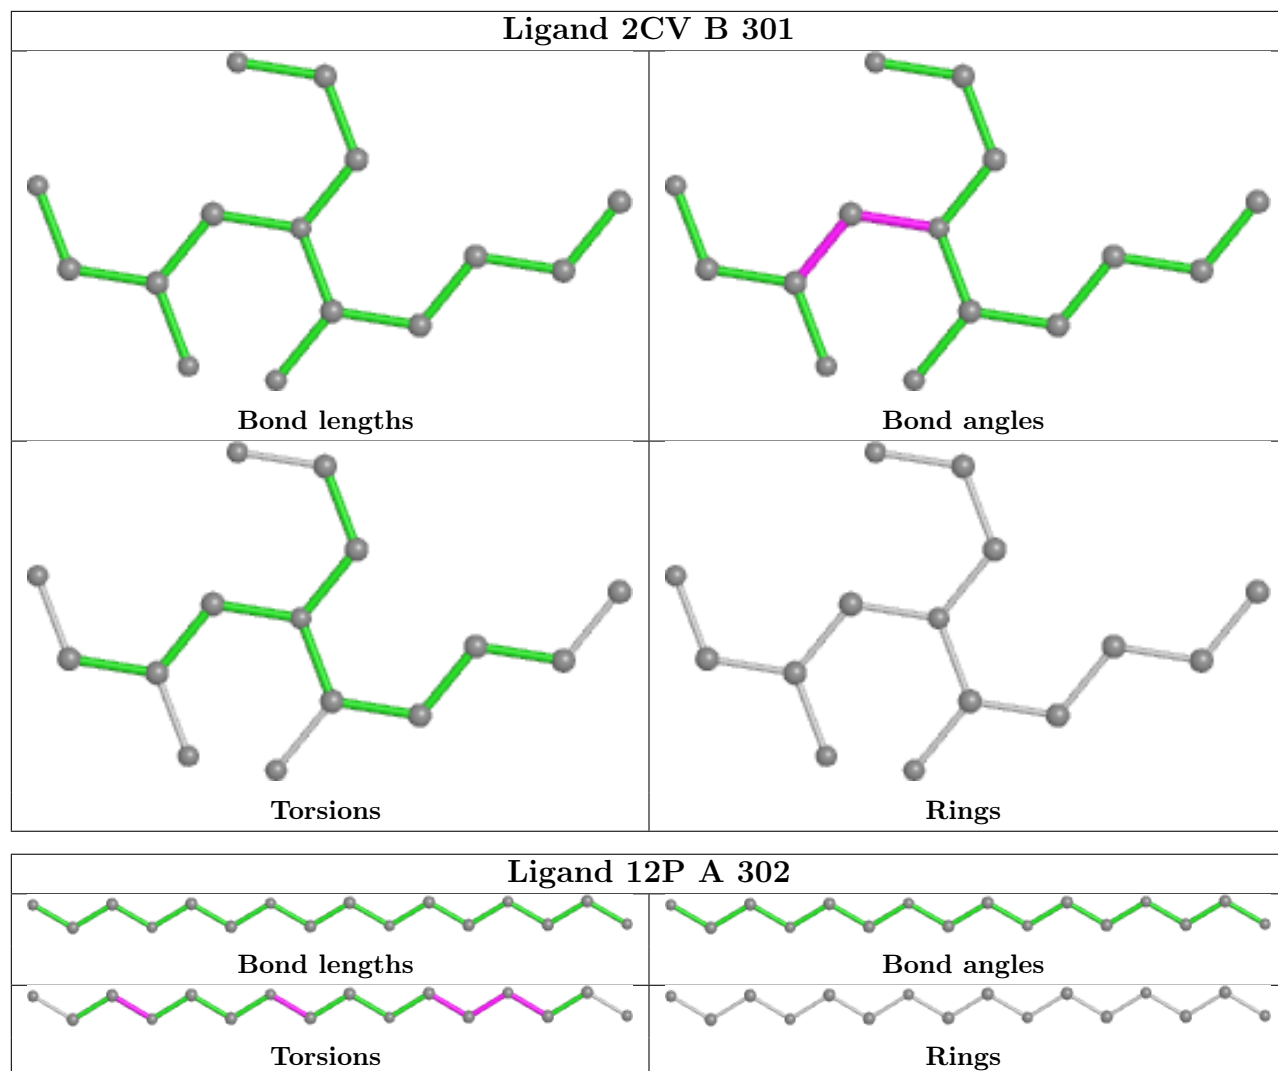 Ligand 2CV B 301
Bond lengths
Bond angles
Torsions
Rings
Ligand 12P A 302
Bond lengths
Bond angles
Torsions
Rings